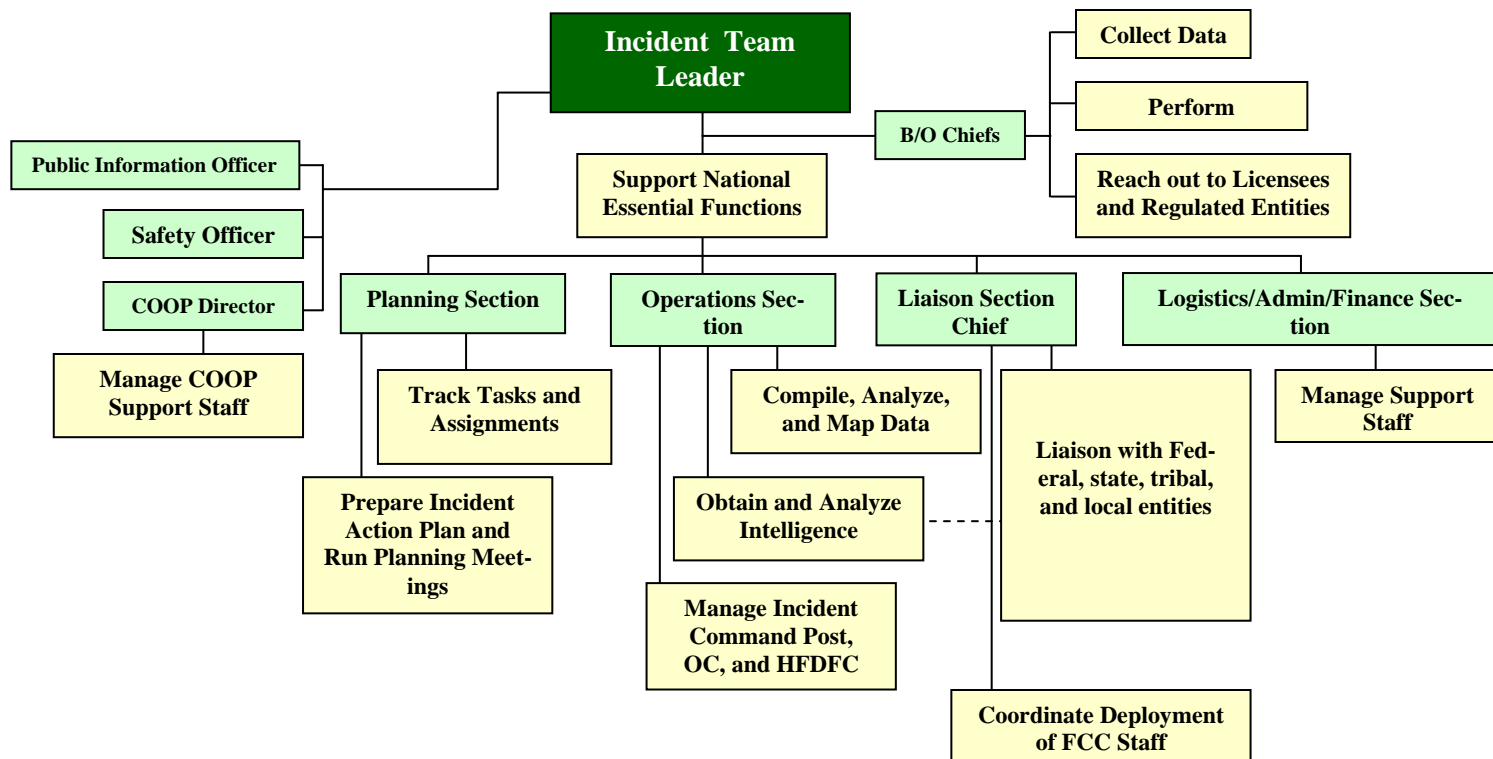 Incident  Team
Leader
Collect Data
Perform
B/O Chiefs
Reach out to Licensees
and Regulated Entities
Public Information Officer
Support National
Essential Functions
Safety Officer
COOP Director
Manage COOP
Support Staff
Planning Section
Operations Sec-
tion
Liaison Section
Chief
Logistics/Admin/Finance Sec-
tion
Track Tasks and
Assignments
Compile, Analyze,
and Map Data
Manage Support
Staff
Prepare Incident
Action Plan and
Run Planning Meet-
ings
Obtain and Analyze
Intelligence
Liaison with Fed-
eral, state, tribal,
and local entities
Manage Incident
Command Post,
OC, and HFDFC
Coordinate Deployment
of FCC Staff